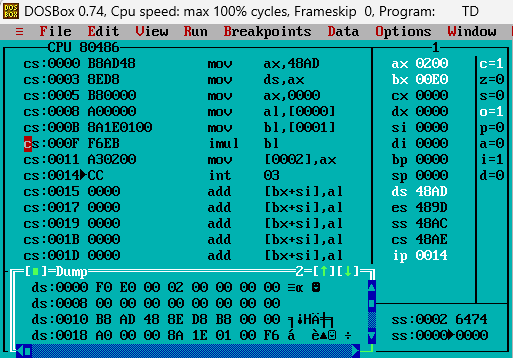 DOSBox 0.74, Cpu speed: max 100% cycles, Frameskip 0, Program: TD
≡ File Edit View Run Breakpoints Data Options Window
CPU 80486 1
cs:0000 B8AD48 mov ax,48AD ax 0200 c=1
cs:0003 8ED8 mov ds,ax bx 00E0 z=0
cs:0005 B80000 mov ax,0000 cx 0000 s=0
cs:0008 A00000 mov al,[0000] dx 0000 o=1
cs:000B 8A1E0100 mov bl,[0001] si 0000 p=0
cs:000F F6EB imul bl di 0000 a=0
cs:0011 A30200 mov [0002],ax bp 0000 i=1
cs:0014►CC int 03 sp 0000 d=0
cs:0015 0000 add [bx+si],al ds 48AD
cs:0017 0000 add [bx+si],al es 489D
cs:0019 0000 add [bx+si],al ss 48AC
cs:001B 0000 add [bx+si],al cs 48AE
cs:001D 0000 add [bx+si],al ip 0014
[■]=Dump 2=[↑][↓]
ds:0000 F0 E0 00 02 00 00 00 00 ≡α ☻
ds:0008 00 00 00 00 00 00 00 00
ds:0010 B8 AD 48 8E D8 B8 00 00 ╕¡HÄ╪╕ ss:0002 6474
ds:0018 A0 00 00 8A 1E 01 00 F6 á è▲☺ ÷ ss:0000►0000